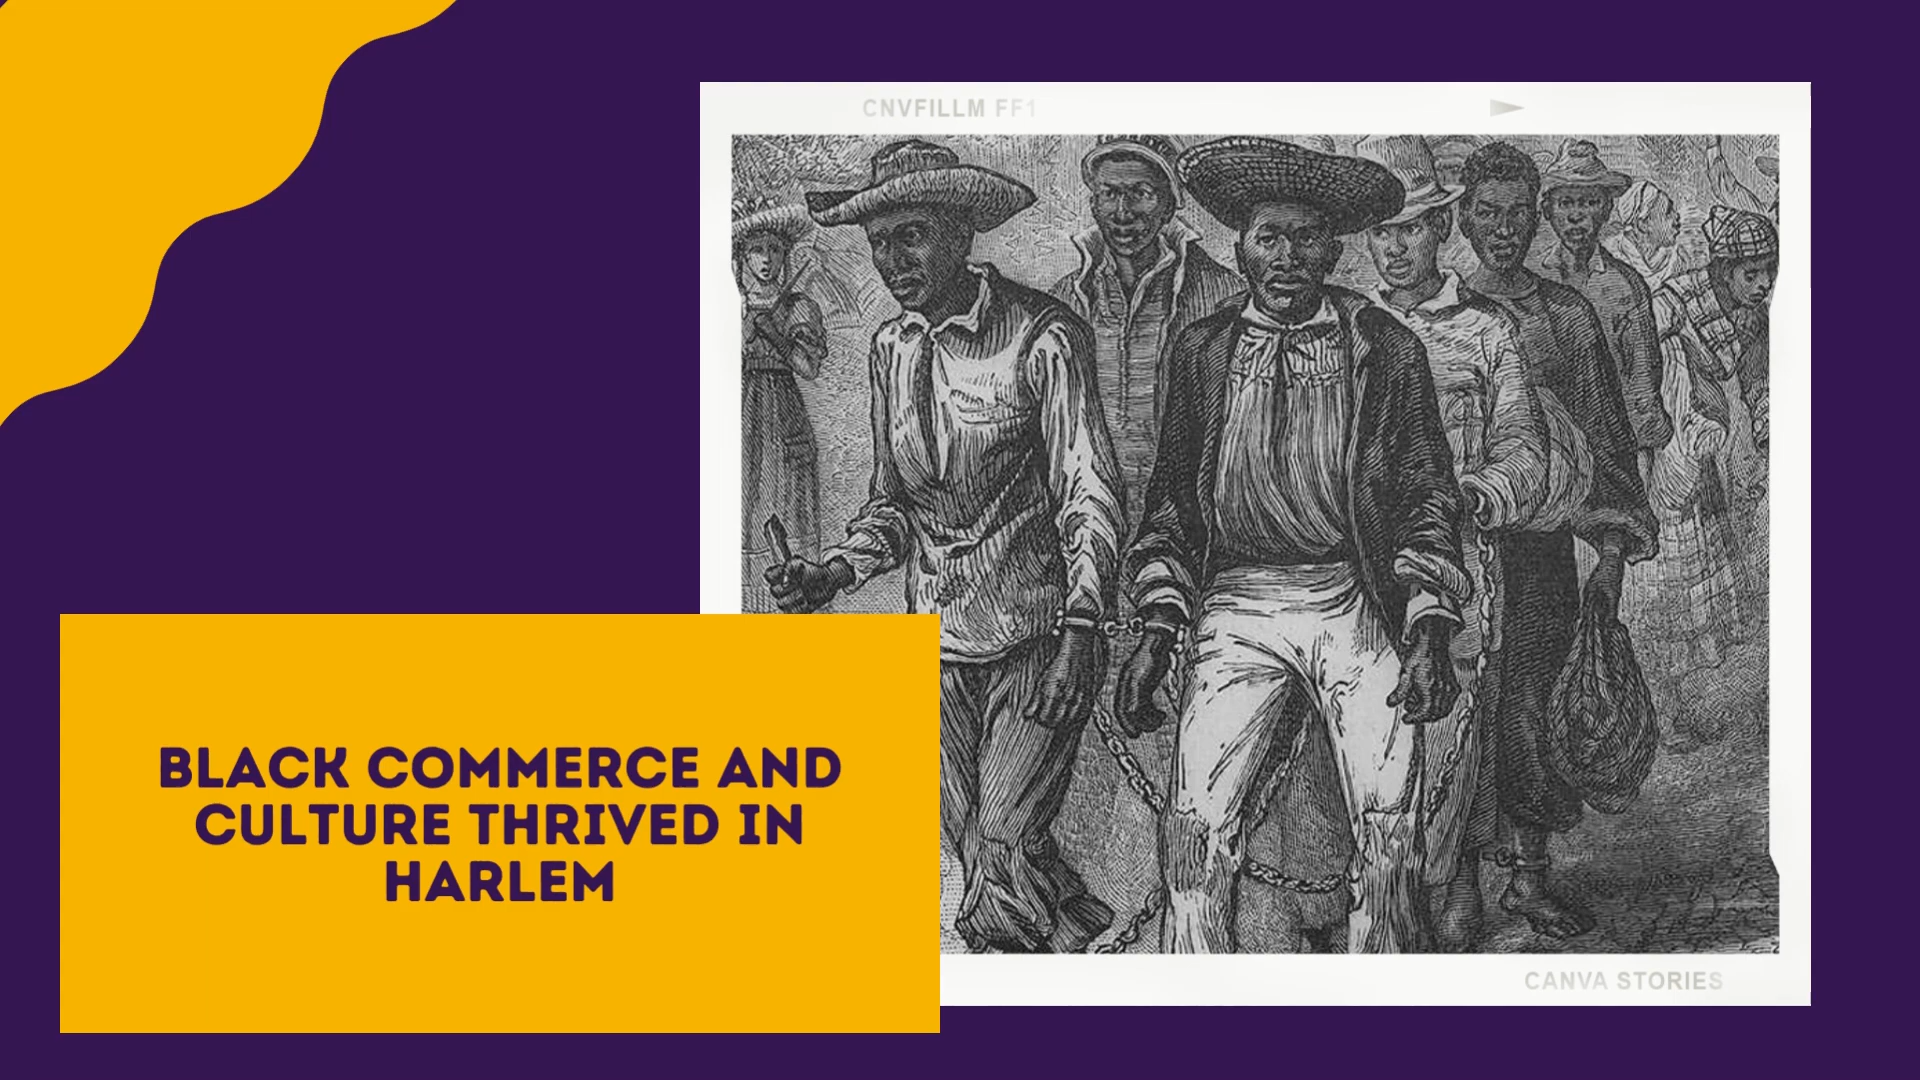 CNVFILLM FF1
BLACK COMMERCE AND
CULTURE THRIVED IN
HARLEM
CANVA STORIES